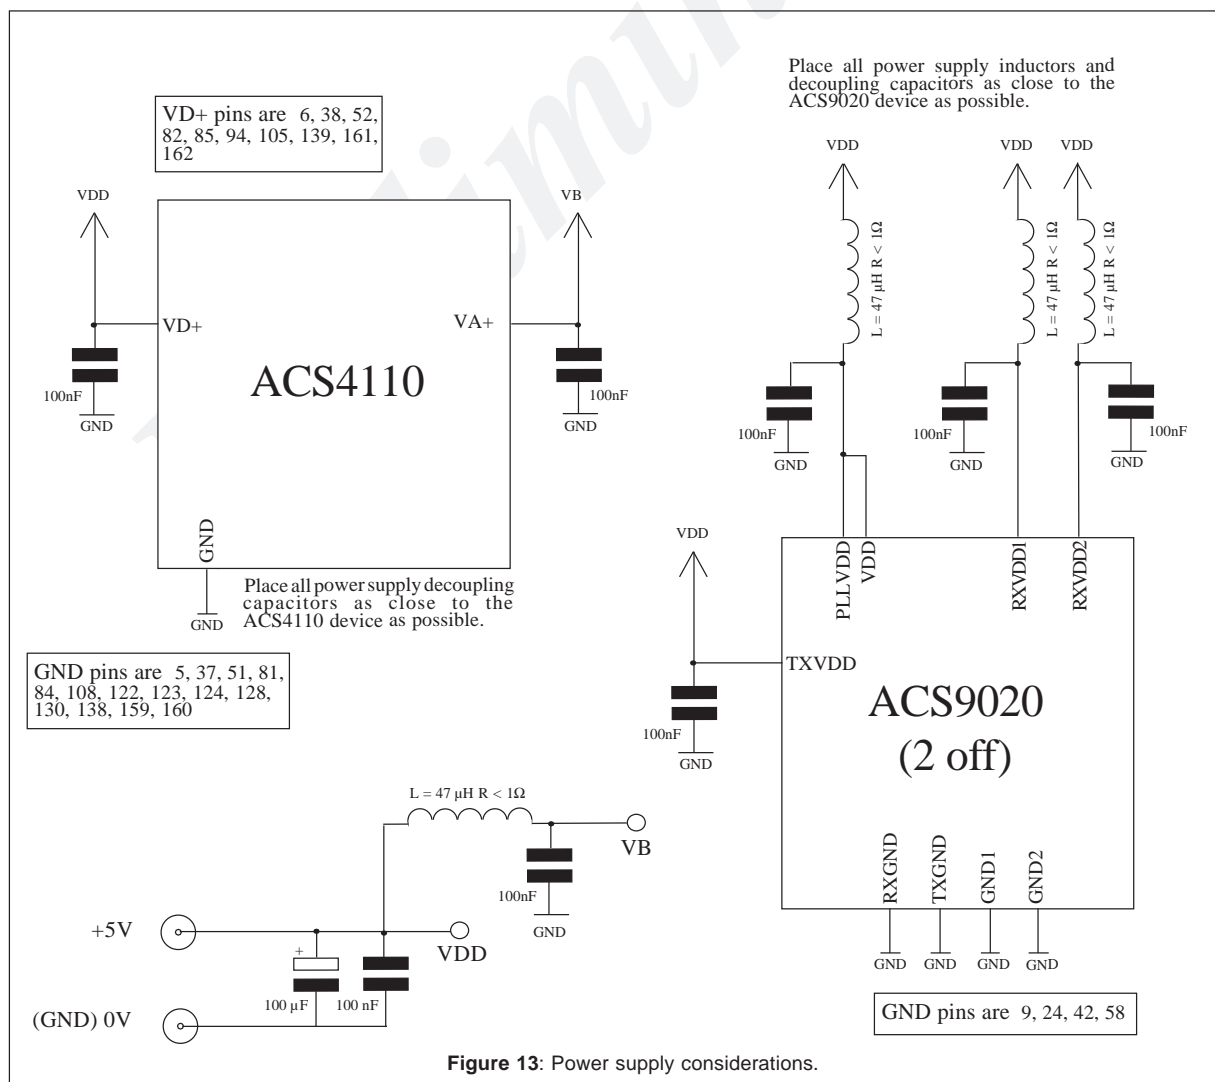 Place all power supply inductors and
decoupling capacitors as close to the
ACS9020 device as possible.
VD+ pins are 6, 38, 52,
82, 85, 94, 105, 139, 161,
162
VDD
VB
VD+
VA+
ACS4110
100nF
GND
100nF
GND
GND
GND
Place all power supply decoupling
capacitors as close to the
ACS4110 device as possible.
GND pins are 5, 37, 51, 81,
84, 108, 122, 123, 124, 128,
130, 138, 159, 160
VDD
VDD
VDD
L = 47 µH R < 1Ω
L = 47 µH R < 1Ω
L = 47 µH R < 1Ω
100nF
GND
100nF
GND
100nF
GND
VDD
PLLVDD
VDD
RXVDD1
RXVDD2
TXVDD
100nF
GND
ACS9020
(2 off)
RXGND
TXGND
GND1
GND2
GND
GND
GND
GND
GND pins are 9, 24, 42, 58
L = 47 µH R < 1Ω
VB
100nF
GND
+5V
VDD
+
100 µF
100 nF
(GND) 0V
Figure 13: Power supply considerations.